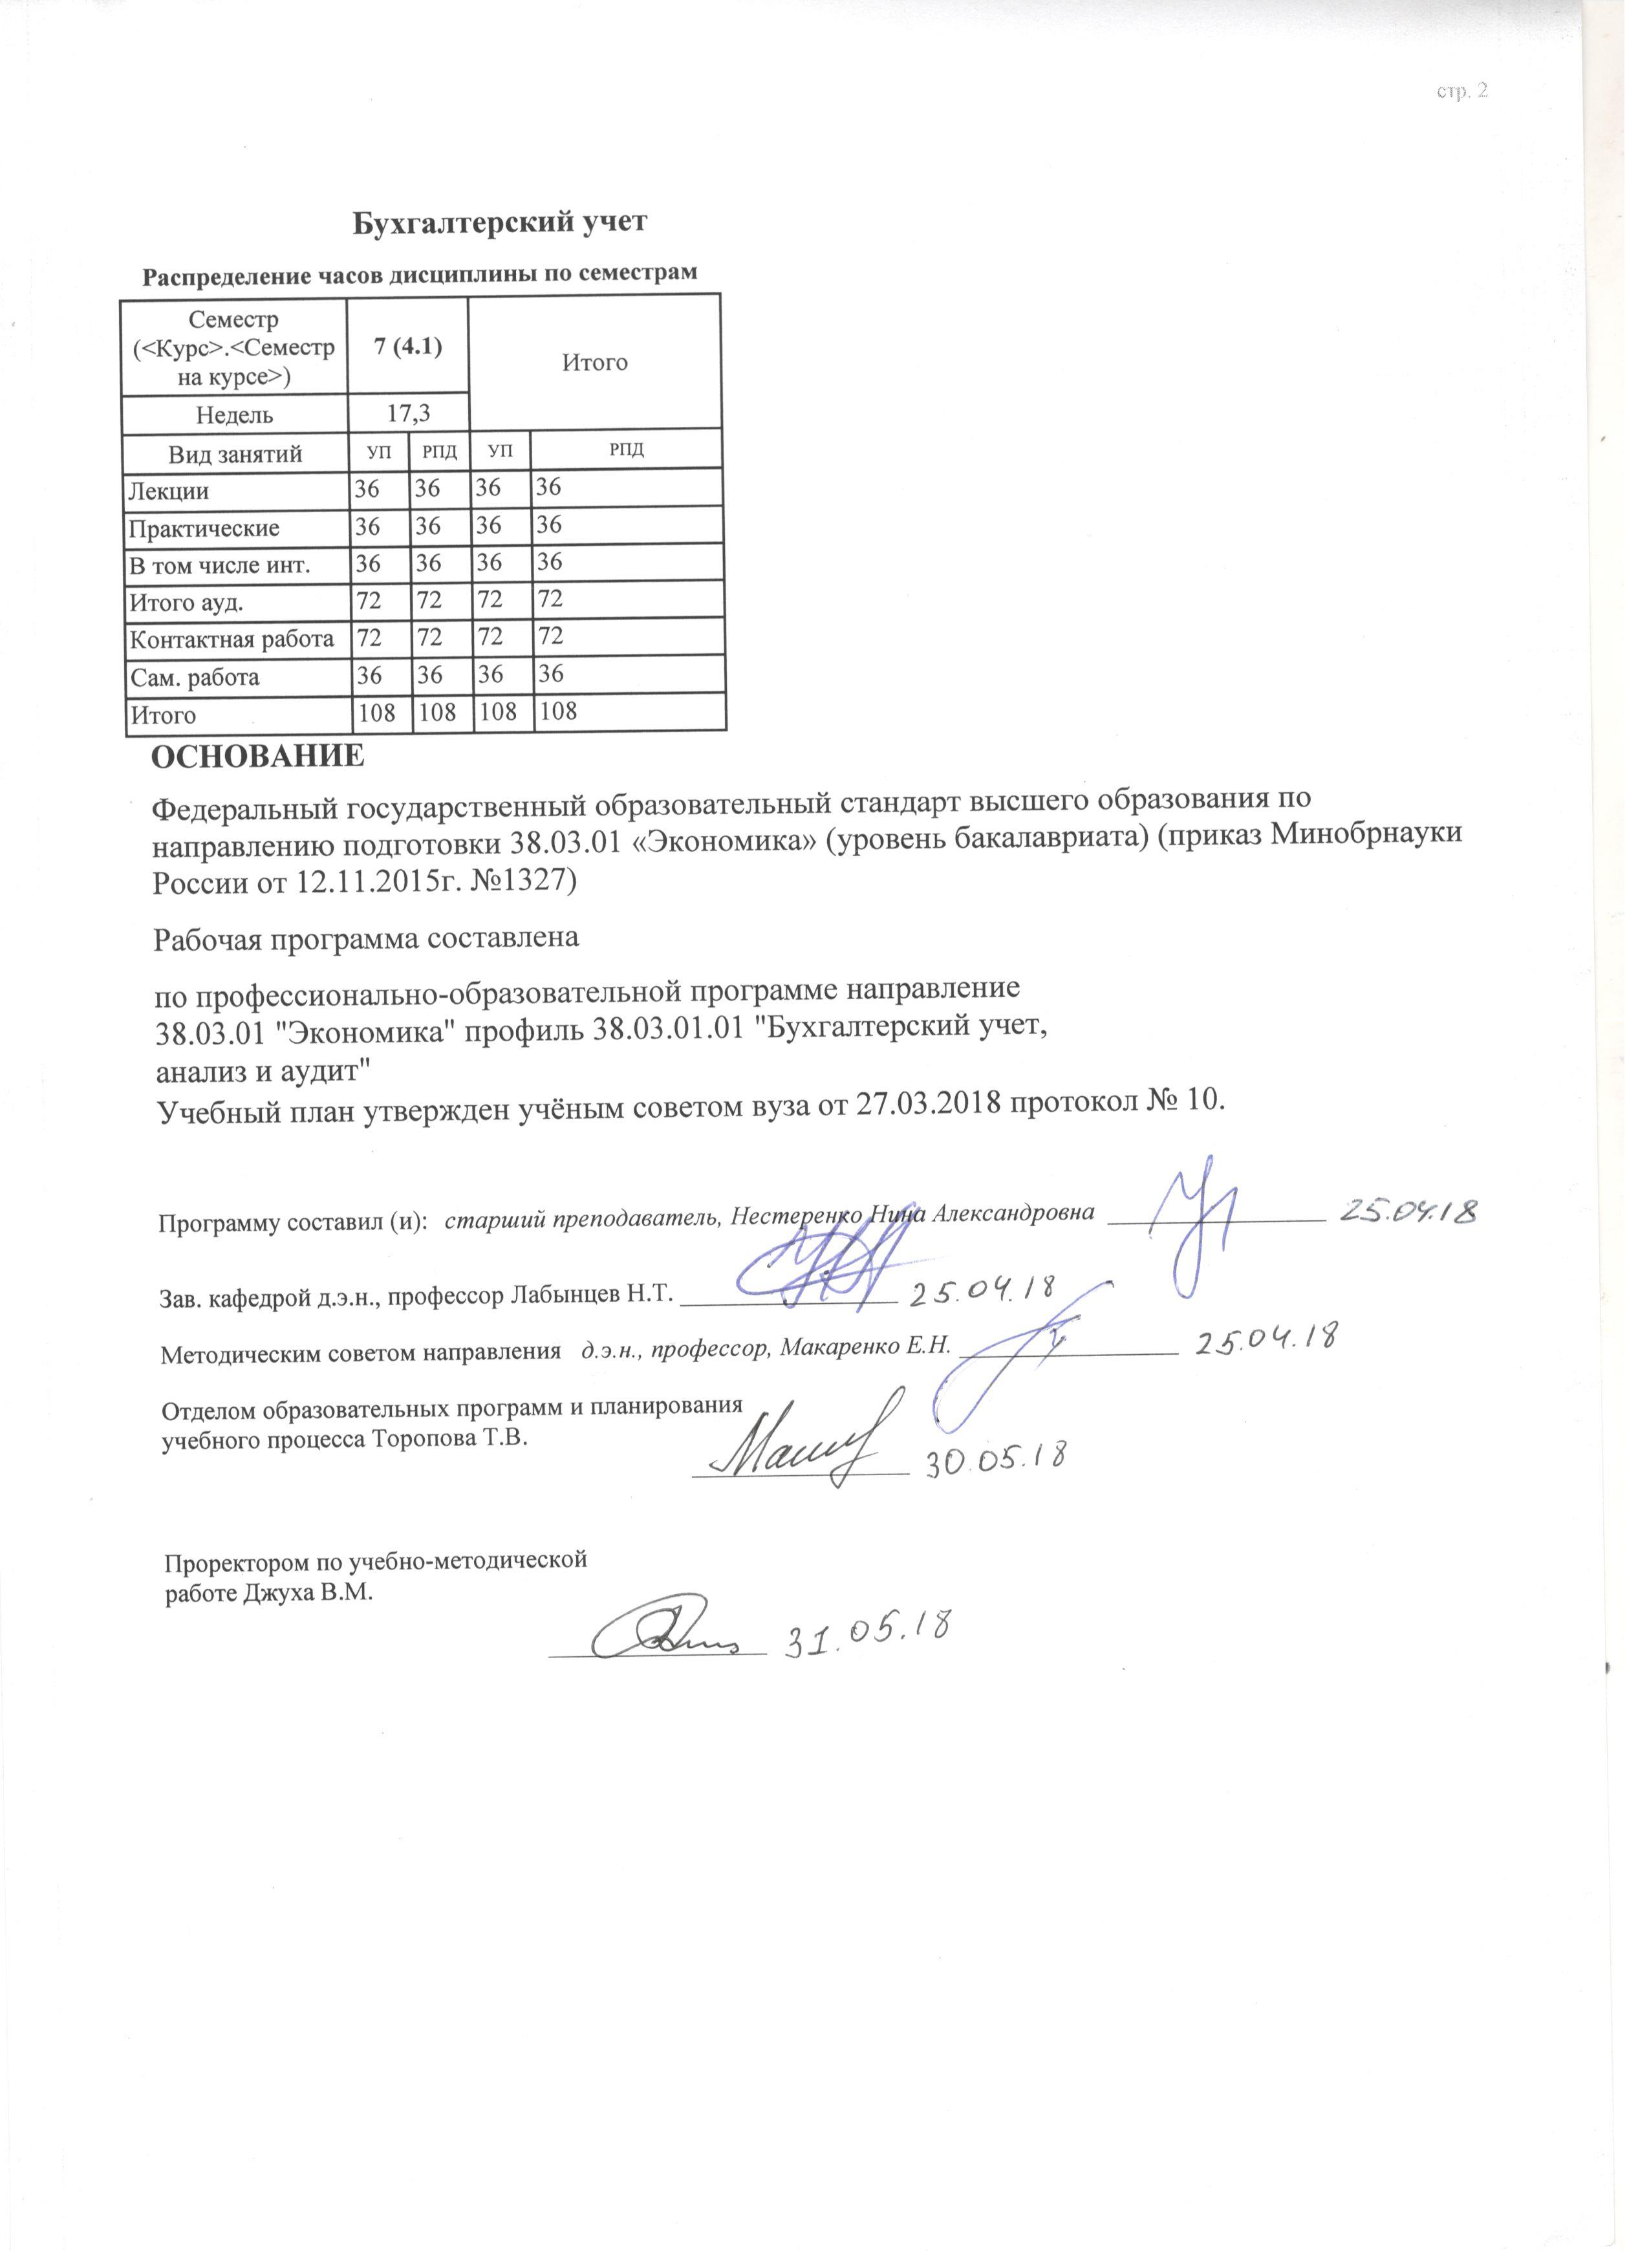 стр. 2
Бухгалтерский учет
Распределение часов дисциплины по семестрам
Семестр
(<Курс>.<Семестр
на курсе>)
7 (4.1)
Итого
Недель 17,3
Вид занятий УП РПД УП РПД
Лекции 36 36 36 36
Практические 36 36 36 36
В том числе инт. 36 36 36 36
Итого ауд. 72 72 72 72
Контактная работа 72 72 72 72
Сам. работа 36 36 36 36
Итого 108 108 108 108
ОСНОВАНИЕ
Федеральный государственный образовательный стандарт высшего образования по
направлению подготовки 38.03.01 «Экономика» (уровень бакалавриата) (приказ Минобрнауки
России от 12.11.2015г. №1327)
Рабочая программа составлена
по профессионально-образовательной программе направление
38.03.01 "Экономика" профиль 38.03.01.01 "Бухгалтерский учет,
анализ и аудит"
Учебный план утвержден учёным советом вуза от 27.03.2018 протокол № 10.
Программу составил (и): старший преподаватель, Нестеренко Нина Александровна 25.04.18
Зав. кафедрой д.э.н., профессор Лабынцев Н.Т. 25.04.18
Методическим советом направления д.э.н., профессор, Макаренко Е.Н. 25.04.18
Отделом образовательных программ и планирования
учебного процесса Торопова Т.В.
30.05.18
Проректором по учебно-методической
работе Джуха В.М.
31.05.18